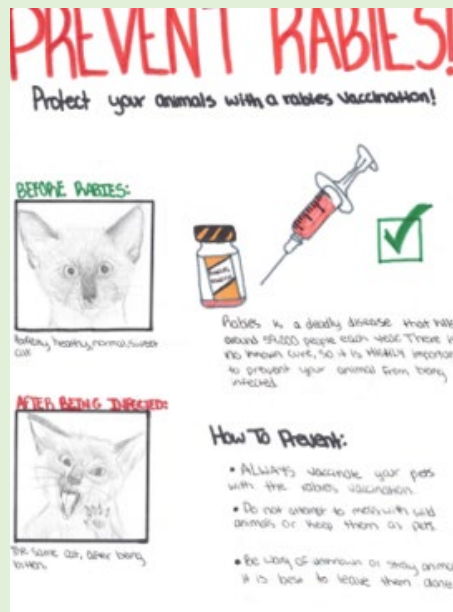 PREVENT RABIES!
Protect your animals with a rabies vaccination!
BEFORE RABIES:
healthy, normal, sweet
cat
Rabies is a deadly disease that kills
around 59,000 people each year. There is
no known cure, so it is HIGHLY important
to prevent your animal from being
infected.
AFTER BEING INFECTED:
The same cat, after being
bitten.
How To Prevent:
• ALWAYS vaccinate your pets
with the rabies vaccination.
• Do not attempt to mess with wild
animals or keep them as pets.
• Be wary of unknown or stray animals
it is best to leave them alone.